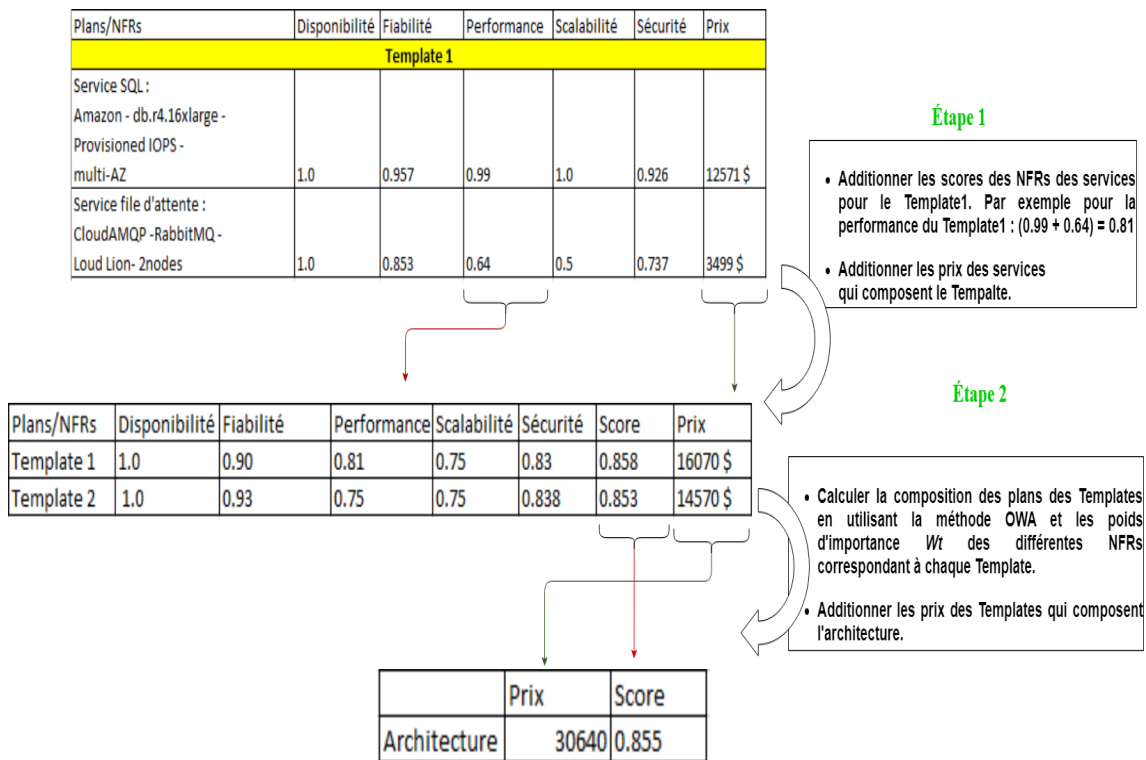 Plans/NFRs Disponibilité Fiabilité Performance Scalabilité Sécurité Prix
Template 1
Service SQL :
Amazon - db.r4.16xlarge -
Provisioned IOPS -
multi-AZ 1.0 0.957 0.99 1.0 0.926 12571 $
Service file d'attente :
CloudAMQP -RabbitMQ -
Loud Lion- 2nodes 1.0 0.853 0.64 0.5 0.737 3499 $
Étape 1
• Additionner les scores des NFRs des services
pour le Template1. Par exemple pour la
performance du Template1 : (0.99 + 0.64) = 0.81
• Additionner les prix des services
qui composent le Tempalte.
Plans/NFRs Disponibilité Fiabilité Performance Scalabilité Sécurité Score Prix
Template 1 1.0 0.90 0.81 0.75 0.83 0.858 16070 $
Template 2 1.0 0.93 0.75 0.75 0.838 0.853 14570 $
Étape 2
• Calculer la composition des plans des Templates
en utilisant la méthode OWA et les poids
d'importance Wt des différentes NFRs
correspondant à chaque Template.
• Additionner les prix des Templates qui composent
l'architecture.
Prix Score
Architecture 30640 0.855